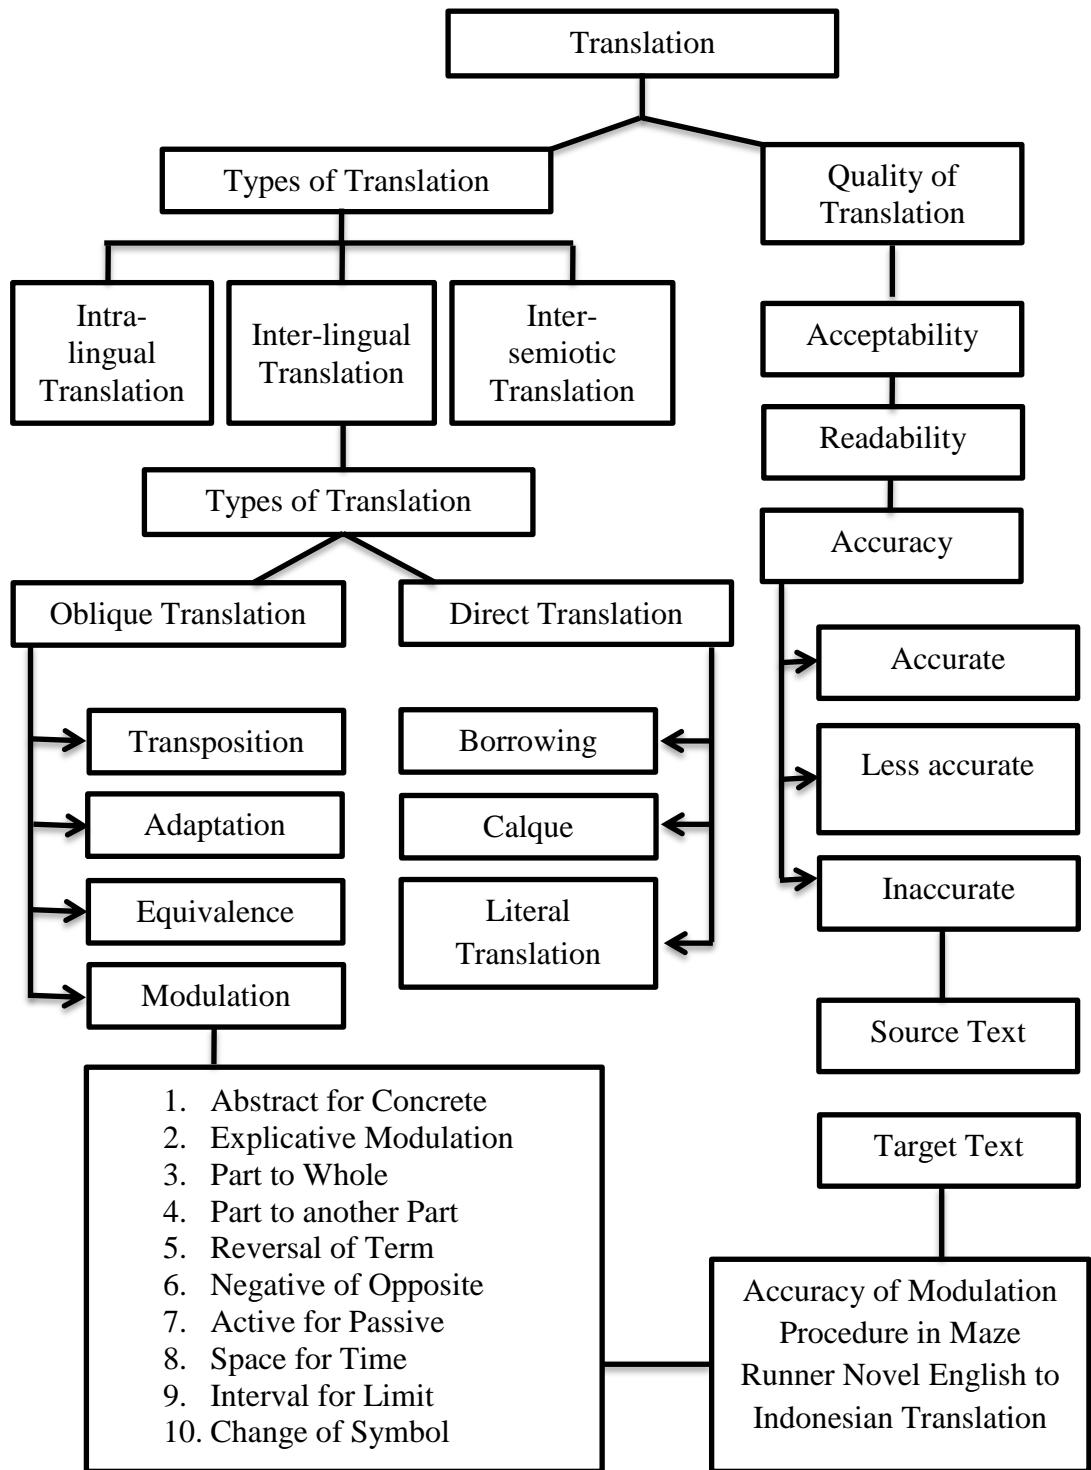 Translation
Types of Translation
Quality of
Translation
Intra-
lingual
Translation
Inter-lingual
Translation
Inter-
semiotic
Translation
Acceptability
Readability
Types of Translation
Accuracy
Oblique Translation
Direct Translation
Accurate
Transposition
Borrowing
Less accurate
Adaptation
Calque
Inaccurate
Equivalence
Literal
Translation
Modulation
Source Text
1. Abstract for Concrete
2. Explicative Modulation
3. Part to Whole
4. Part to another Part
5. Reversal of Term
6. Negative of Opposite
7. Active for Passive
8. Space for Time
9. Interval for Limit
10. Change of Symbol
Target Text
Accuracy of Modulation
Procedure in Maze
Runner Novel English to
Indonesian Translation